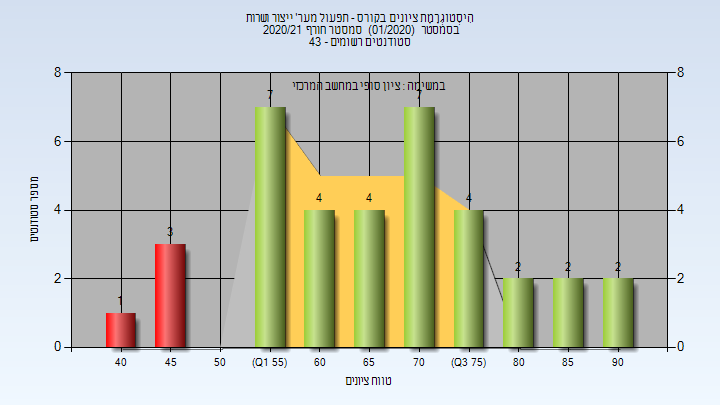 היסטוגרמת ציונים בקורס - תפעול מער' ייצור ושרות
בסמסטר (01/2020) סמסטר חורף 2020/21
סטודנטים רשומים - 43
במשימה : ציון סופי במחשב המרכזי
מספר סטודנטים
8
6
4
2
0
8
6
4
2
0
1
3
7
4
4
7
4
2
2
2
40 45 50 (Q1 55) 60 65 70 (Q3 75) 80 85 90
טווח ציונים